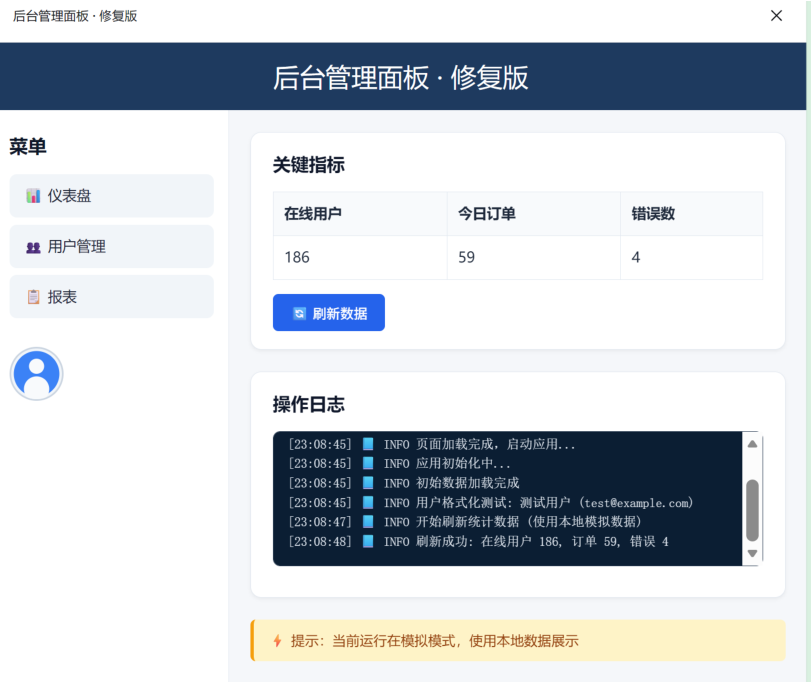 后台管理面板 · 修复版
后台管理面板 · 修复版
菜单
仪表盘
用户管理
报表
关键指标
在线用户 今日订单 错误数
186 59 4
刷新数据
操作日志
[23:08:45] INFO 页面加载完成，启动应用...
[23:08:45] INFO 应用初始化中...
[23:08:45] INFO 初始数据加载完成
[23:08:45] INFO 用户格式化测试: 测试用户 (test@example.com)
[23:08:47] INFO 开始刷新统计数据 (使用本地模拟数据)
[23:08:48] INFO 刷新成功: 在线用户 186, 订单 59, 错误 4
提示：当前运行在模拟模式，使用本地数据展示